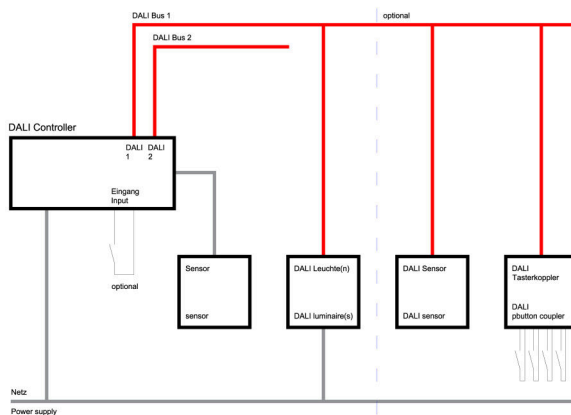 DALI Bus 1
optional
DALI Bus 2
DALI Controller
DALI DALI
1 2
Eingang
Input
optional
Sensor
sensor
DALI Leuchte(n)
DALI luminaire(s)
DALI Sensor
DALI sensor
DALI
Tasterkoppler
DALI
pbutton coupler
Netz
Power supply